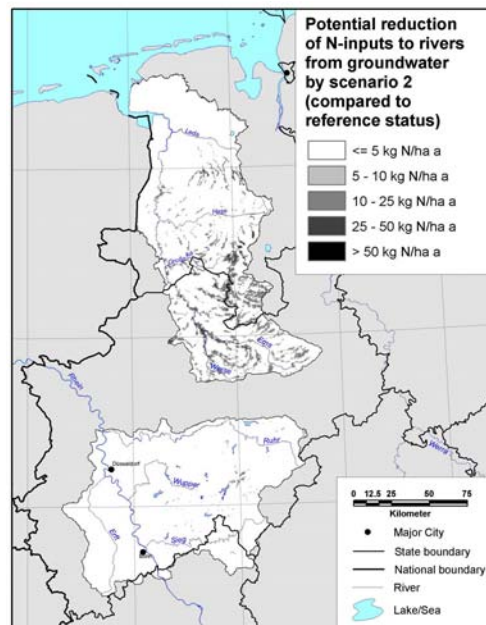 Potential reduction
of N-inputs to rivers
from groundwater
by scenario 2
(compared to
reference status)
<= 5 kg N/ha a
5 - 10 kg N/ha a
10 - 25 kg N/ha a
25 - 50 kg N/ha a
> 50 kg N/ha a
Leda
Hase
Ems
Rhein
Werra
Ruhr
Düsseldorf
Wupper
Erft
Sieg
0 12.5 25 50 75
Kilometer
Major City
State boundary
National boundary
River
Lake/Sea